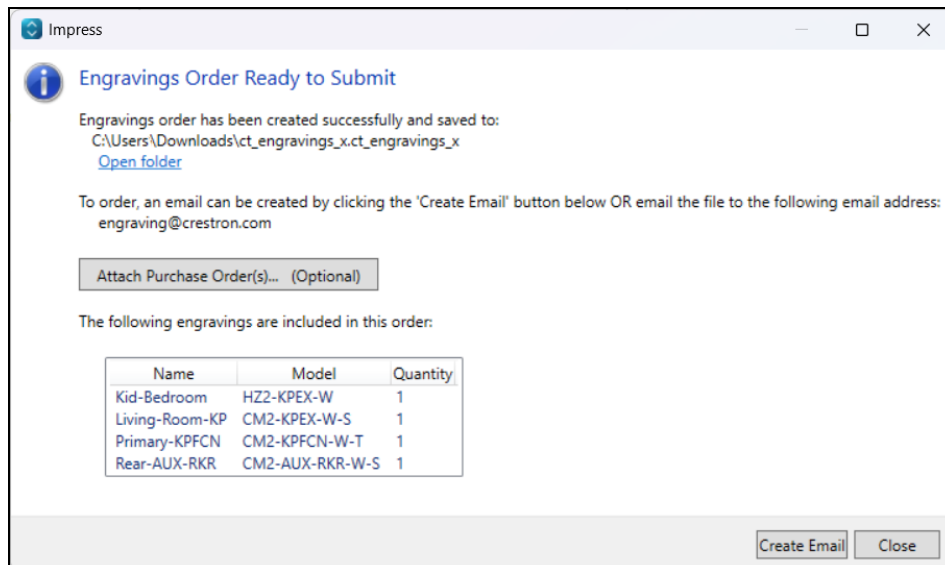 Impress
Engravings Order Ready to Submit
Engravings order has been created successfully and saved to:
C:\Users\Downloads\ct_engravings_x.ct_engravings_x
Open folder
To order, an email can be created by clicking the 'Create Email' button below OR email the file to the following email address:
engraving@crestron.com
Attach Purchase Order(s)... (Optional)
The following engravings are included in this order:
Name Model Quantity
Kid-Bedroom HZ2-KPEX-W 1
Living-Room-KP CM2-KPEX-W-S 1
Primary-KPFCN CM2-KPFCN-W-T 1
Rear-AUX-RKR CM2-AUX-RKR-W-S 1
Create Email Close